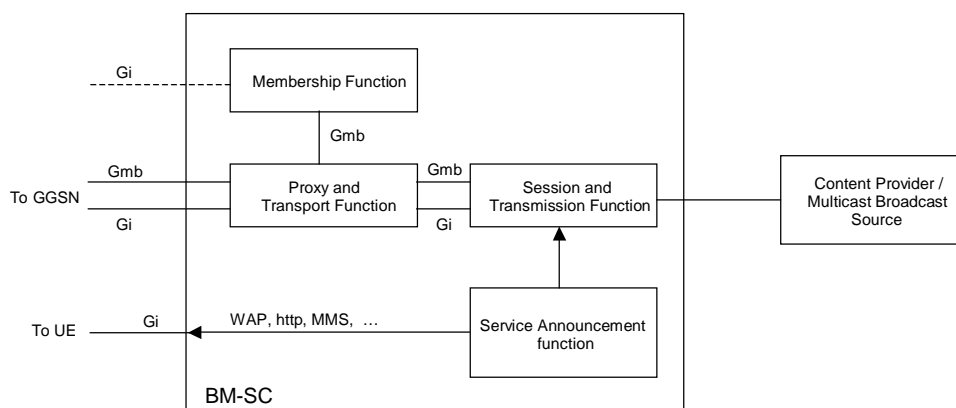 Gi
Membership Function
Gmb
Gmb
Gmb
To GGSN
Proxy and
Transport Function
Session and
Transmission Function
Content Provider /
Multicast Broadcast
Source
Gi
Gi
To UE
Gi
WAP, http, MMS, …
Service Announcement
function
BM-SC